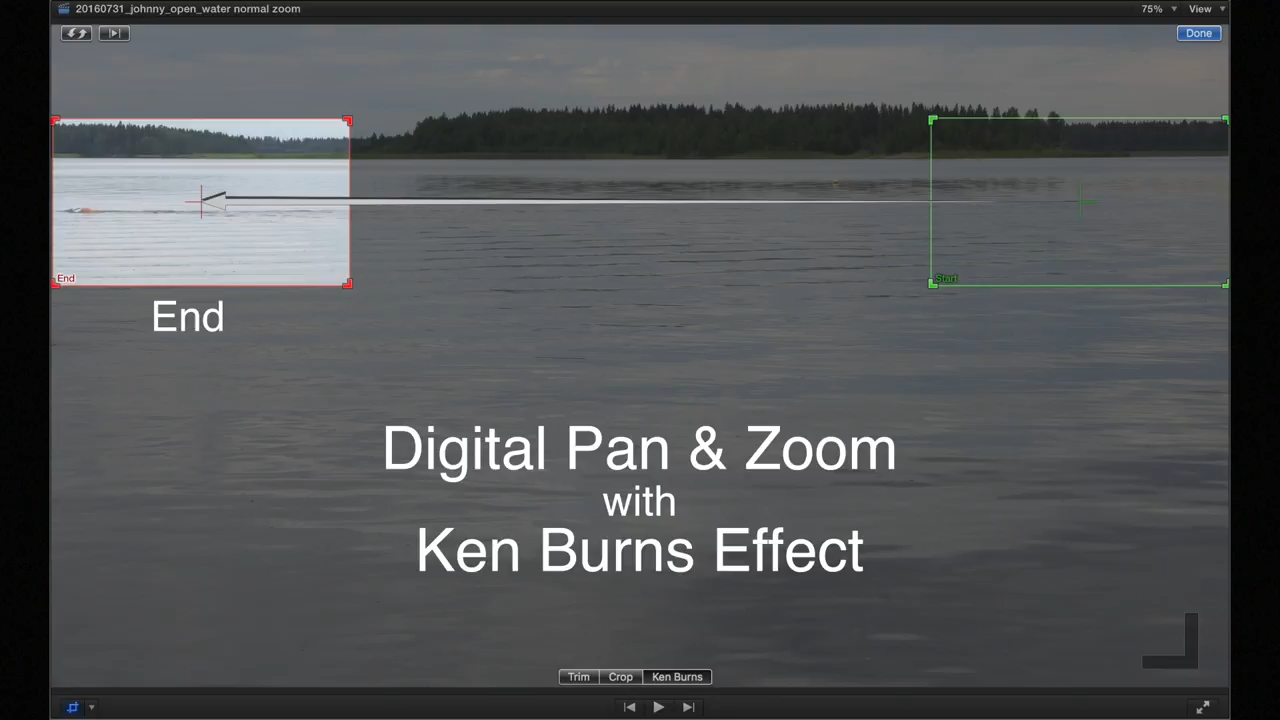 20160731_johnny_open_water normal zoom
75% View
Done
End
Start
End
Digital Pan & Zoom
with
Ken Burns Effect
Trim Crop Ken Burns